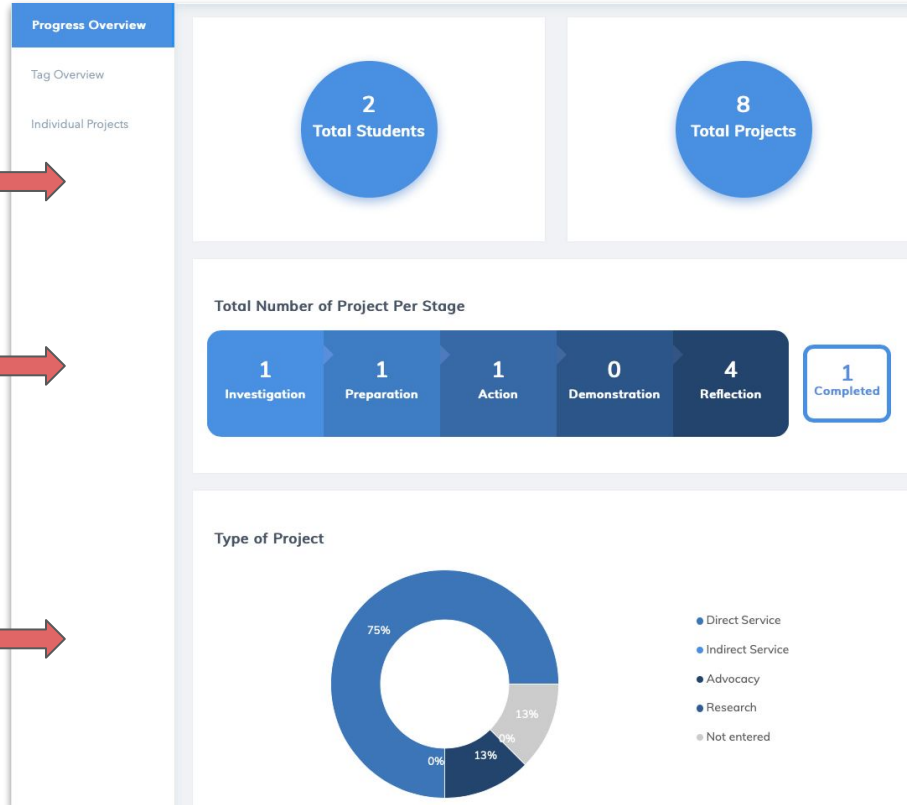 Progress Overview
Tag Overview
Individual Projects
2
Total Students
8
Total Projects
Total Number of Project Per Stage
1
Investigation
1
Preparation
1
Action
0
Demonstration
4
Reflection
1
Completed
Type of Project
75%
13%
0%
13%
0%
Direct Service
Indirect Service
Advocacy
Research
Not entered